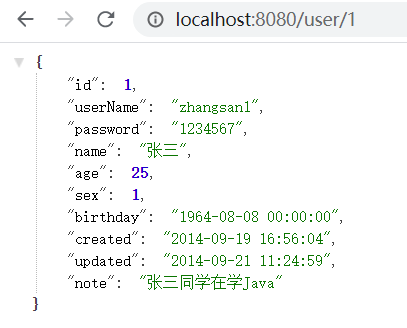 localhost:8080/user/1
{
"id": 1,
"userName": "zhangsan1",
"password": "1234567",
"name": "张三",
"age": 25,
"sex": 1,
"birthday": "1964-08-08 00:00:00",
"created": "2014-09-19 16:56:04",
"updated": "2014-09-21 11:24:59",
"note": "张三同学在学Java"
}